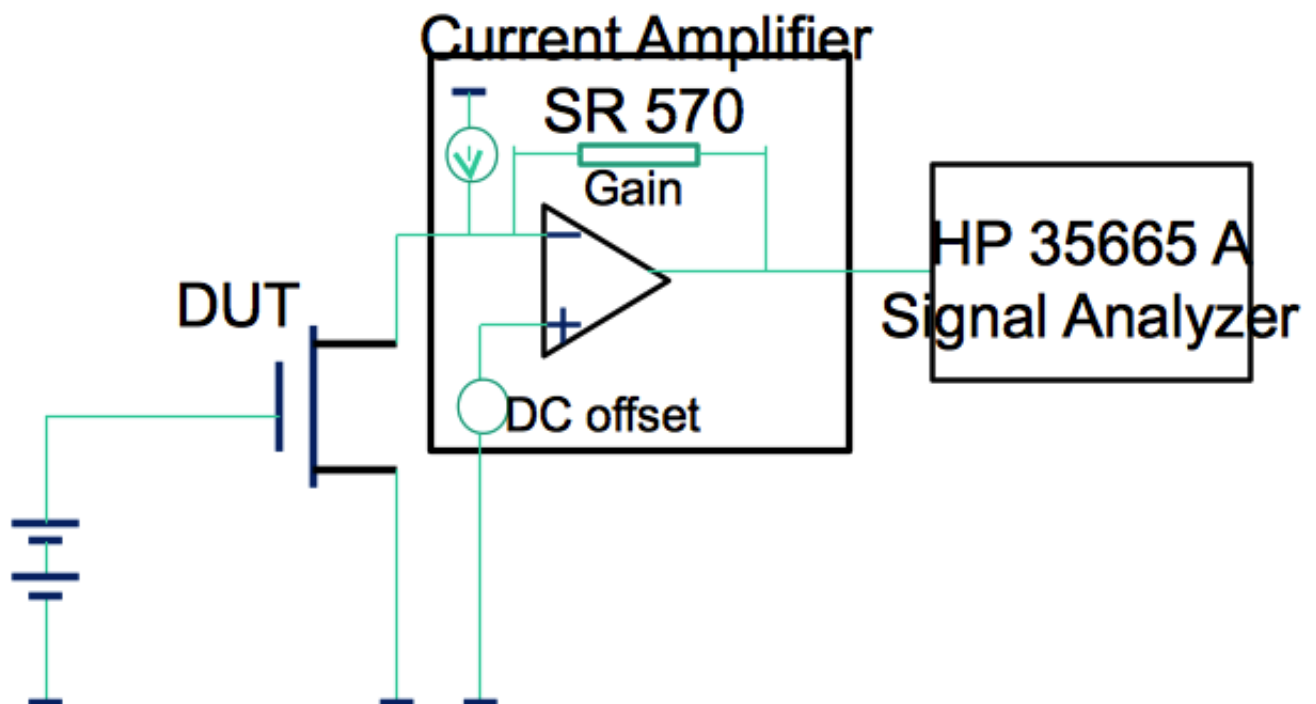 Current Amplifier
SR 570
Gain
DUT
DC offset
HP 35665 A
Signal Analyzer